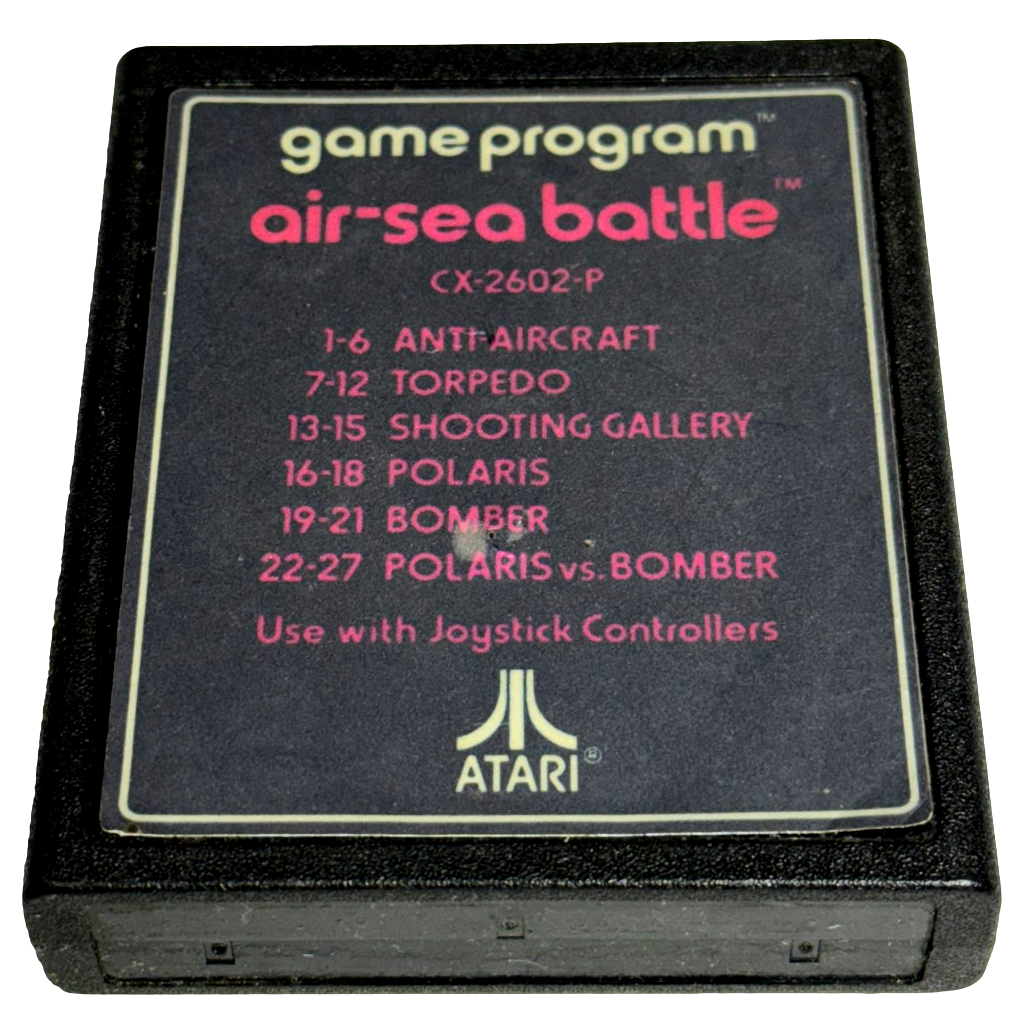 game program™
air-sea battle™
CX-2602-P
1-6 ANTI-AIRCRAFT
7-12 TORPEDO
13-15 SHOOTING GALLERY
16-18 POLARIS
19-21 BOMBER
22-27 POLARIS vs. BOMBER
Use with Joystick Controllers
ATARI®